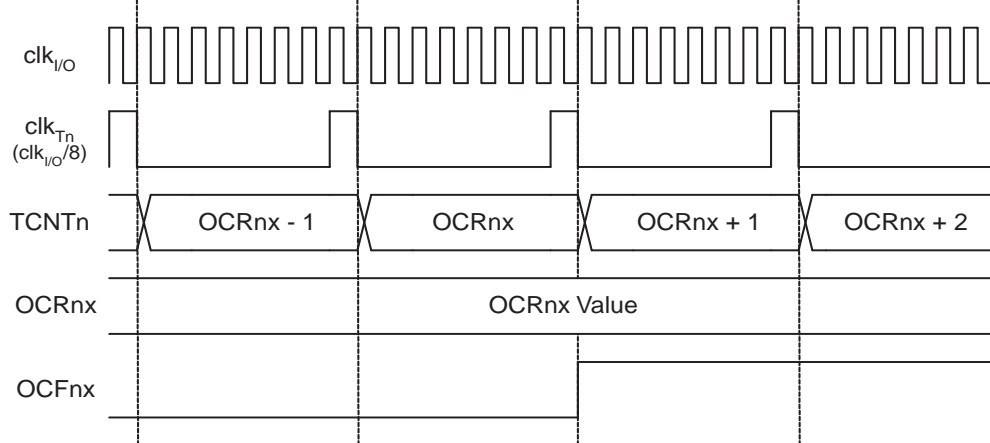 clkI/O
clkTn
(clkI/O/8)
TCNTn OCRnx - 1 OCRnx OCRnx + 1 OCRnx + 2
OCRnx OCRnx Value
OCFnx